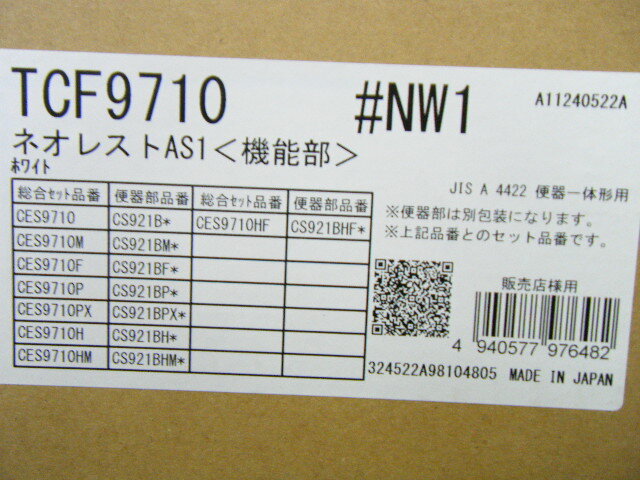 TCF9710 #NW1 A11240522A
ネオレストAS1＜機能部＞
ホワイト
JIS A 4422 便器一体形用
※便器部は別包装になります。
※上記品番とのセット品番です。
総合セット品番 便器部品番 総合セット品番 便器部品番
CES9710 CS921B* CES9710HF CS921BHF*
CES9710M CS921BM*
CES9710F CS921BF*
CES9710P CS921BP*
CES9710PX CS921BPX*
CES9710H CS921BH*
CES9710HM CS921BHM*
販売店様用
4 940577 976482
324522A98104805 MADE IN JAPAN